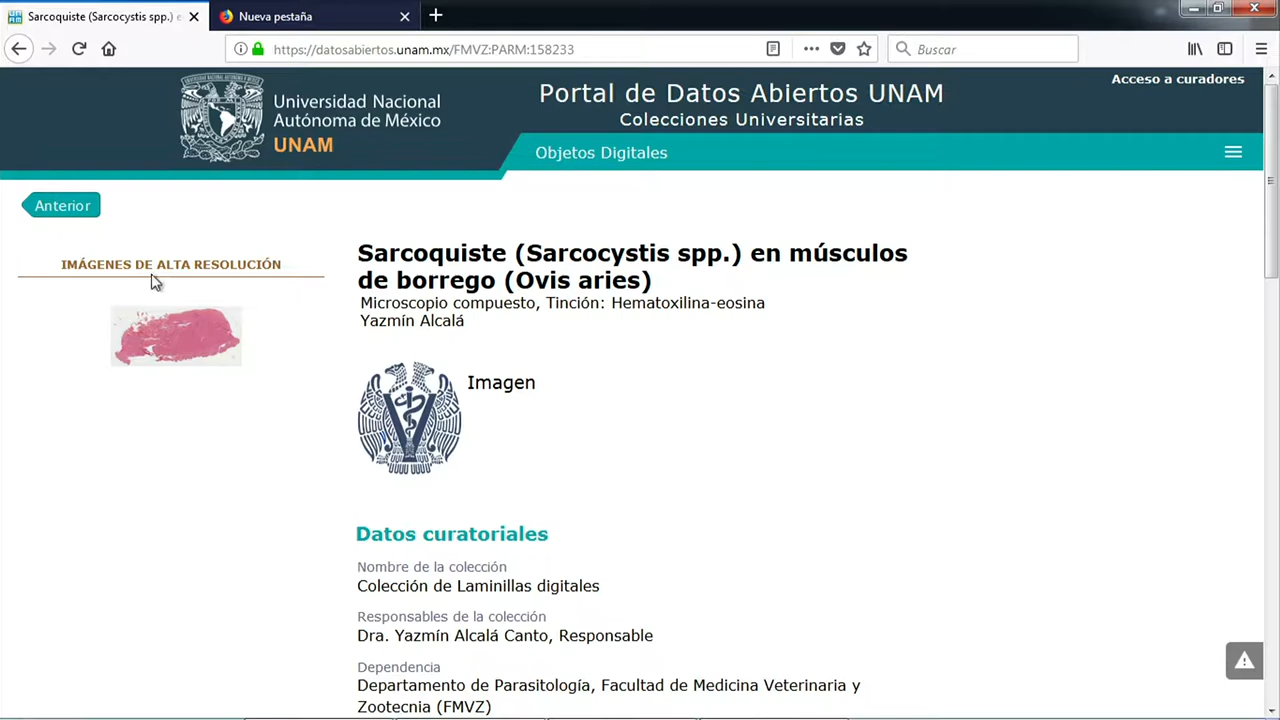 Sarcoquiste (Sarcocystis spp.) e
Nueva pestaña
https://datosabiertos.unam.mx/FMVZ:PARM:158233
Buscar
Acceso a curadores
Universidad Nacional
Autónoma de México
UNAM
Portal de Datos Abiertos UNAM
Colecciones Universitarias
Objetos Digitales
Anterior
IMÁGENES DE ALTA RESOLUCIÓN
Sarcoquiste (Sarcocystis spp.) en músculos
de borrego (Ovis aries)
Microscopio compuesto, Tinción: Hematoxilina-eosina
Yazmín Alcalá
Imagen
Datos curatoriales
Nombre de la colección
Colección de Laminillas digitales
Responsables de la colección
Dra. Yazmín Alcalá Canto, Responsable
Dependencia
Departamento de Parasitología, Facultad de Medicina Veterinaria y
Zootecnia (FMVZ)